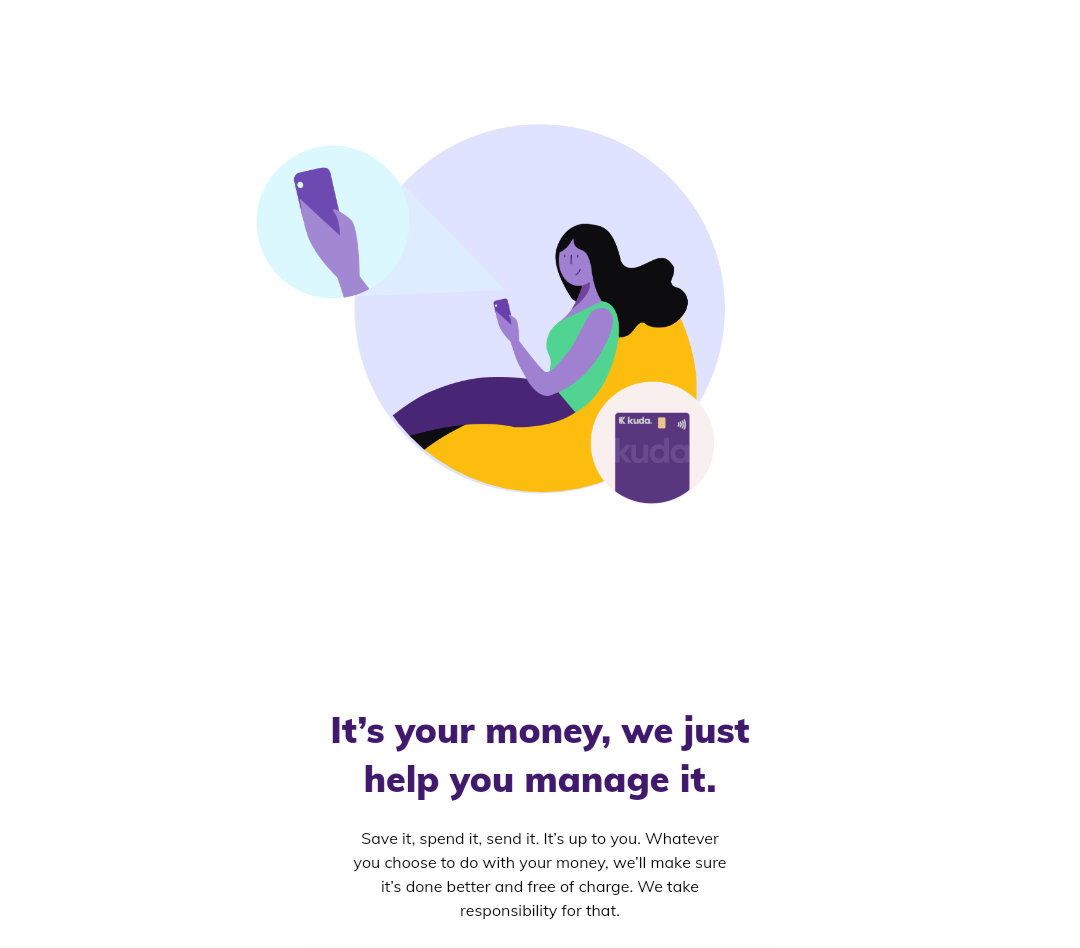 kuda.
kuda
It’s your money, we just
help you manage it.
Save it, spend it, send it. It’s up to you. Whatever
you choose to do with your money, we’ll make sure
it’s done better and free of charge. We take
responsibility for that.